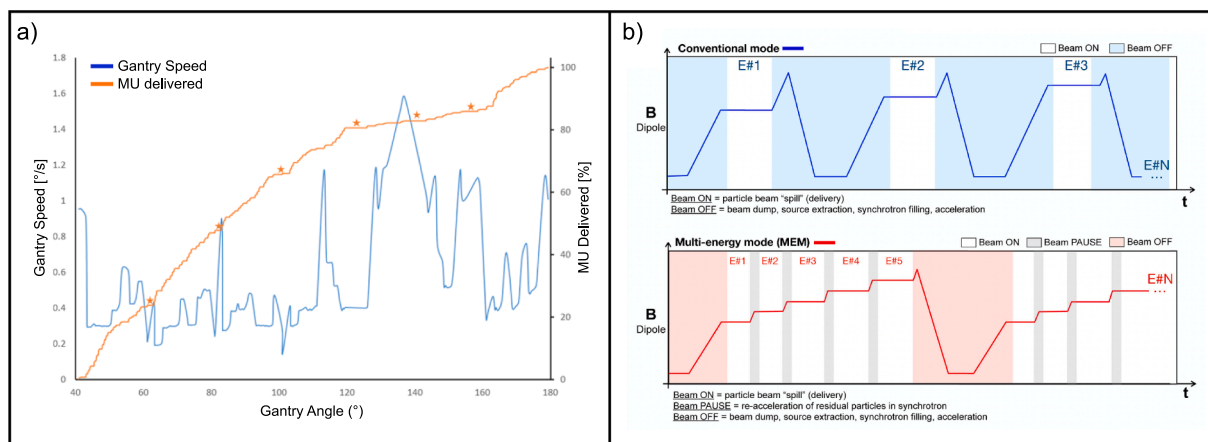 a)
Gantry Speed
MU delivered
Gantry Speed [°/s]
1.8
1.6
1.4
1.2
1
0.8
0.6
0.4
0.2
0
MU Delivered [%]
100
80
60
40
20
0
40 60 80 100 120 140 160 180
Gantry Angle (°)
b)
Conventional mode
Beam ON Beam OFF
E#1 E#2 E#3
B
Dipole
E#N
...
t
Beam ON = particle beam “spill” (delivery)
Beam OFF = beam dump, source extraction, synchrotron filling, acceleration
Multi-energy mode (MEM)
Beam ON Beam PAUSE Beam OFF
E#1 E#2 E#3 E#4 E#5
E#N
...
B
Dipole
t
Beam ON = particle beam “spill” (delivery)
Beam PAUSE = re-acceleration of residual particles in synchrotron
Beam OFF = beam dump, source extraction, synchrotron filling, acceleration